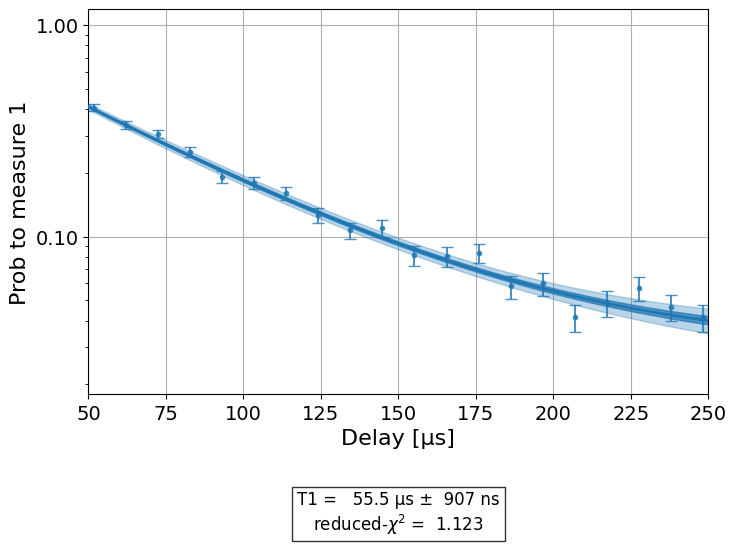 1.00
0.10
Prob to measure 1
50 75 100 125 150 175 200 225 250
Delay [μs]
T1 = 55.5 μs ± 907 ns
reduced-χ² = 1.123